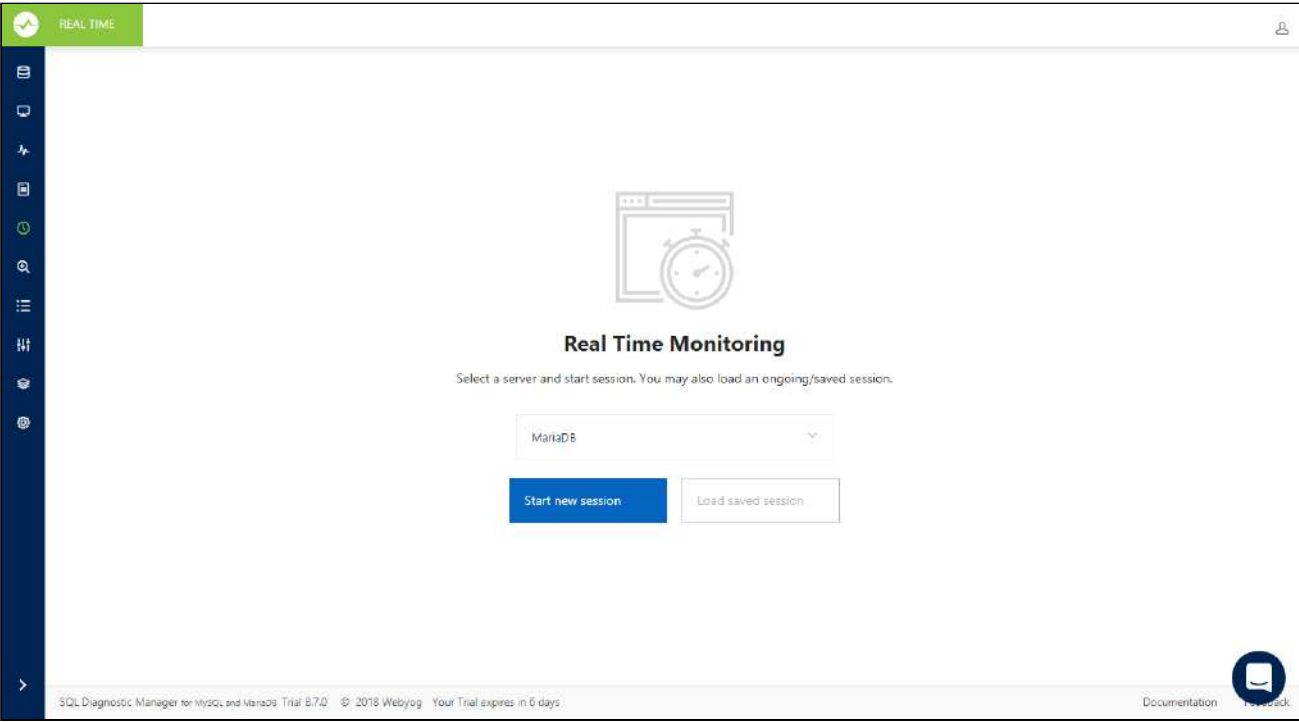 REAL TIME
Real Time Monitoring
Select a server and start session. You may also load an ongoing/saved session.
MariaDB
Start new session
Load saved session
SQL Diagnostic Manager for MySQL and MariaDB Trial 8.7.0 © 2018 Webyog Your Trial expires in 6 days
Documentation